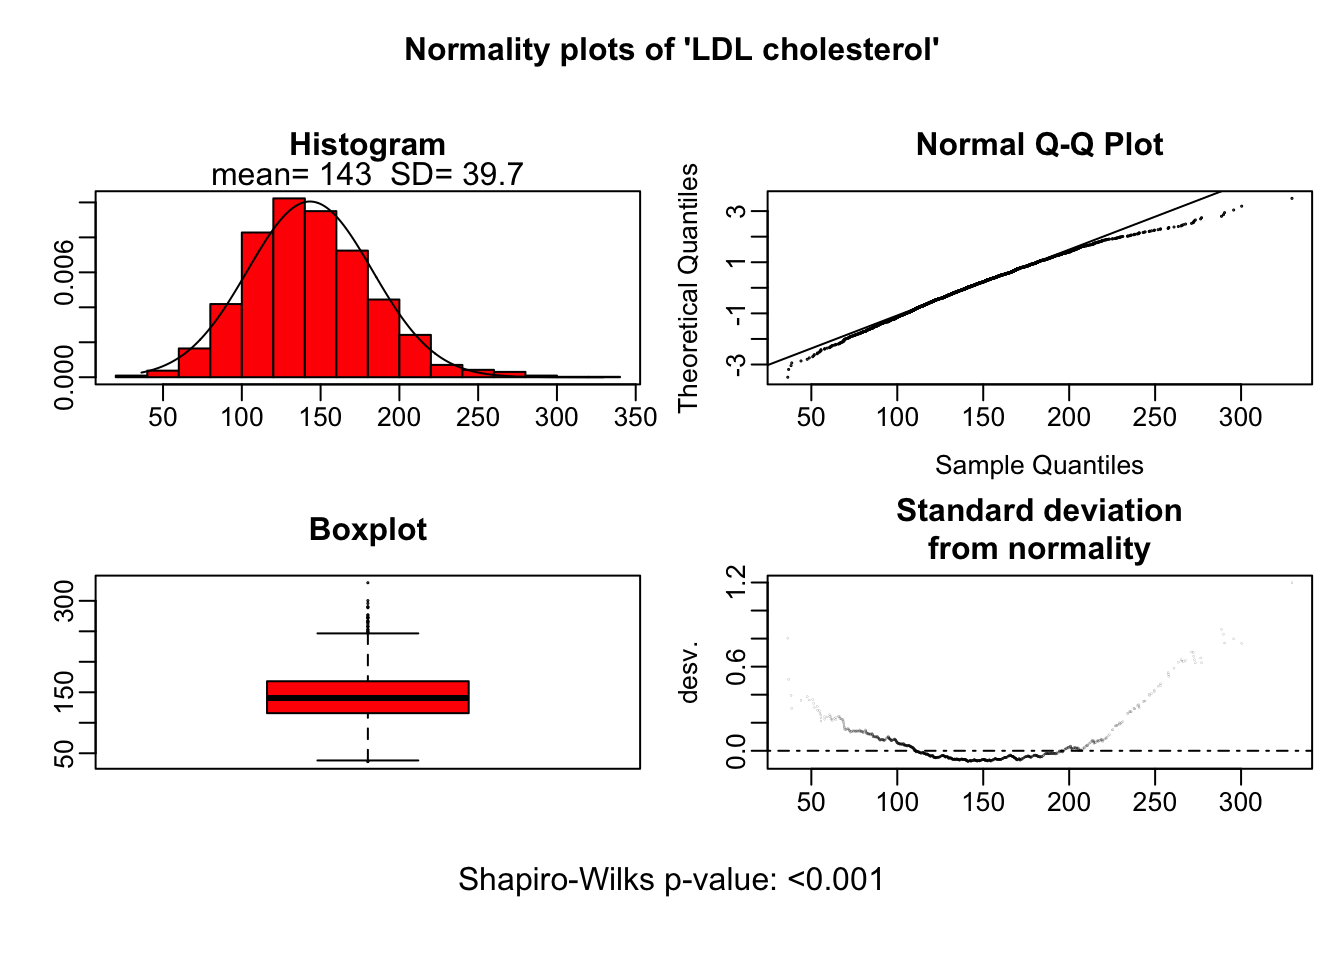 Normality plots of 'LDL cholesterol'
Histogram
mean= 143  SD= 39.7
0.000 0.006
50 100 150 200 250 300 350
Normal Q-Q Plot
Theoretical Quantiles
-3 -1 1 3
50 100 150 200 250 300
Sample Quantiles
Boxplot
50 150 300
Standard deviation
from normality
desv.
0.0 0.6 1.2
50 100 150 200 250 300
Shapiro-Wilks p-value: <0.001